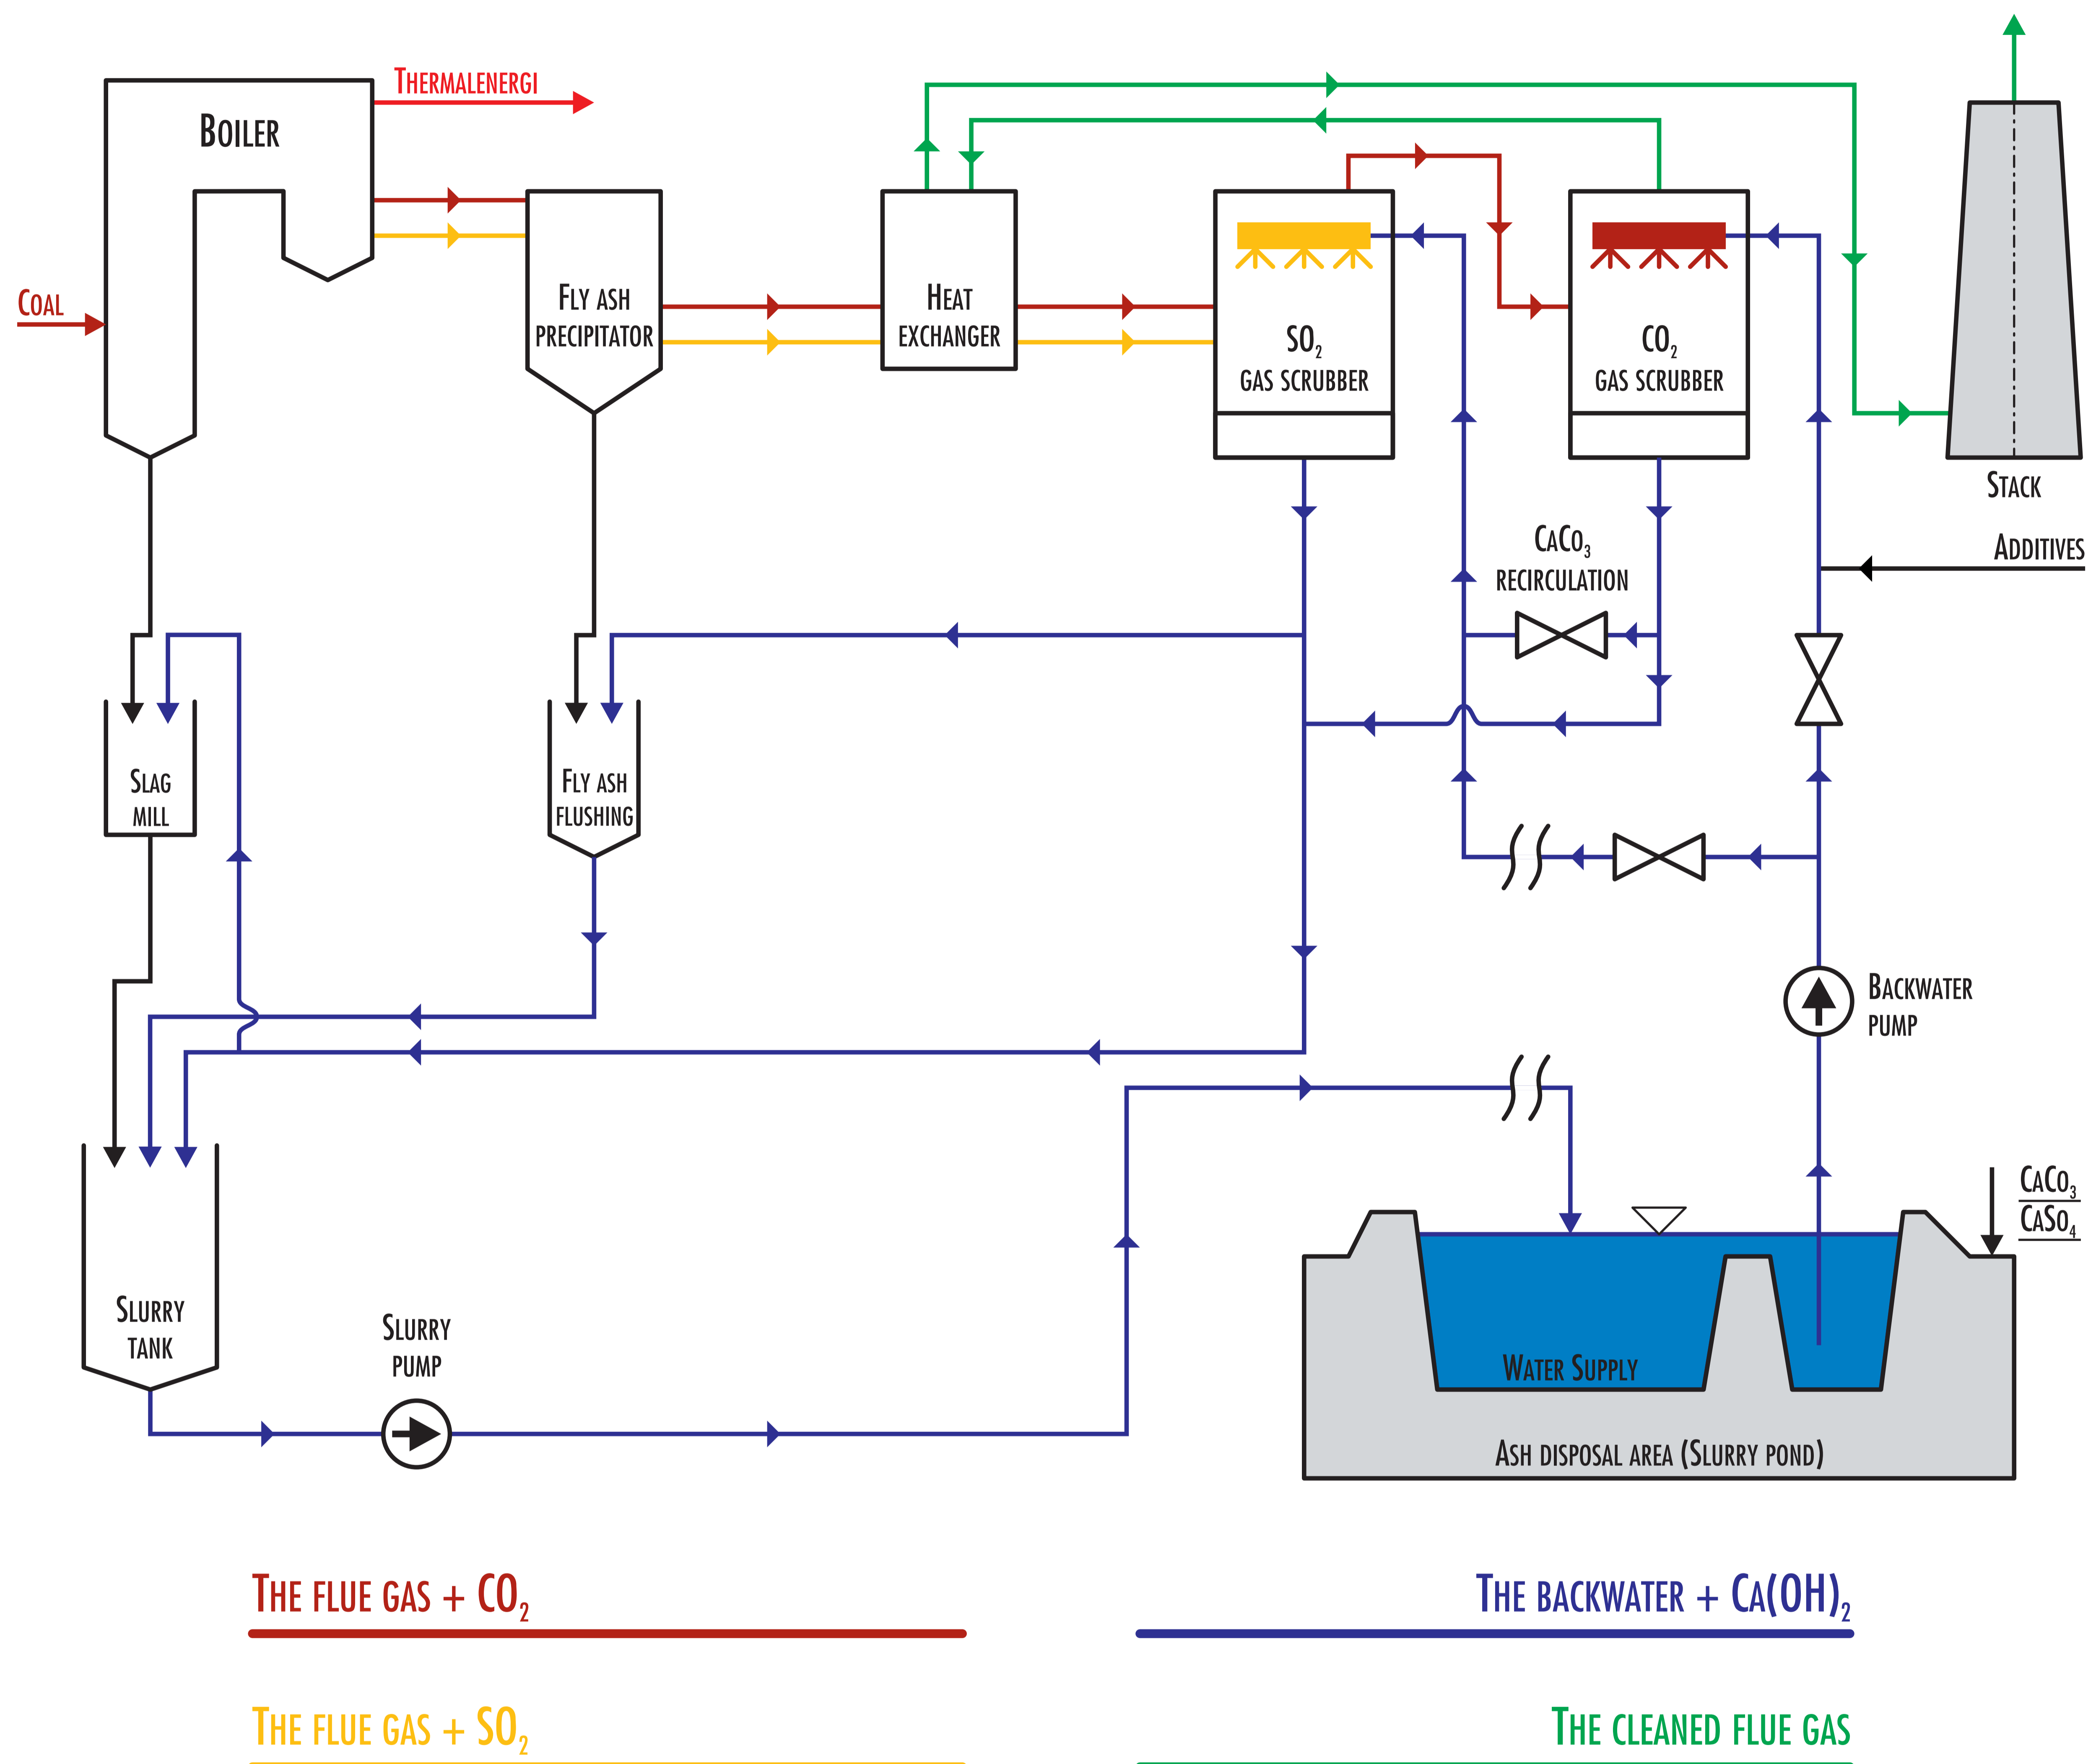 Thermalenergi
Boiler
Coal
Fly ash
precipitator
Heat
exchanger
SO2
gas scrubber
CO2
gas scrubber
Stack
CaCo3
recirculation
Additives
Slag
mill
Fly ash
flushing
Backwater
pump
Slurry
tank
Slurry
pump
CaCo3
CaSo4
Water Supply
Ash disposal area (Slurry pond)
The flue gas + CO2
The backwater + Ca(OH)2
The flue gas + SO2
The cleaned flue gas